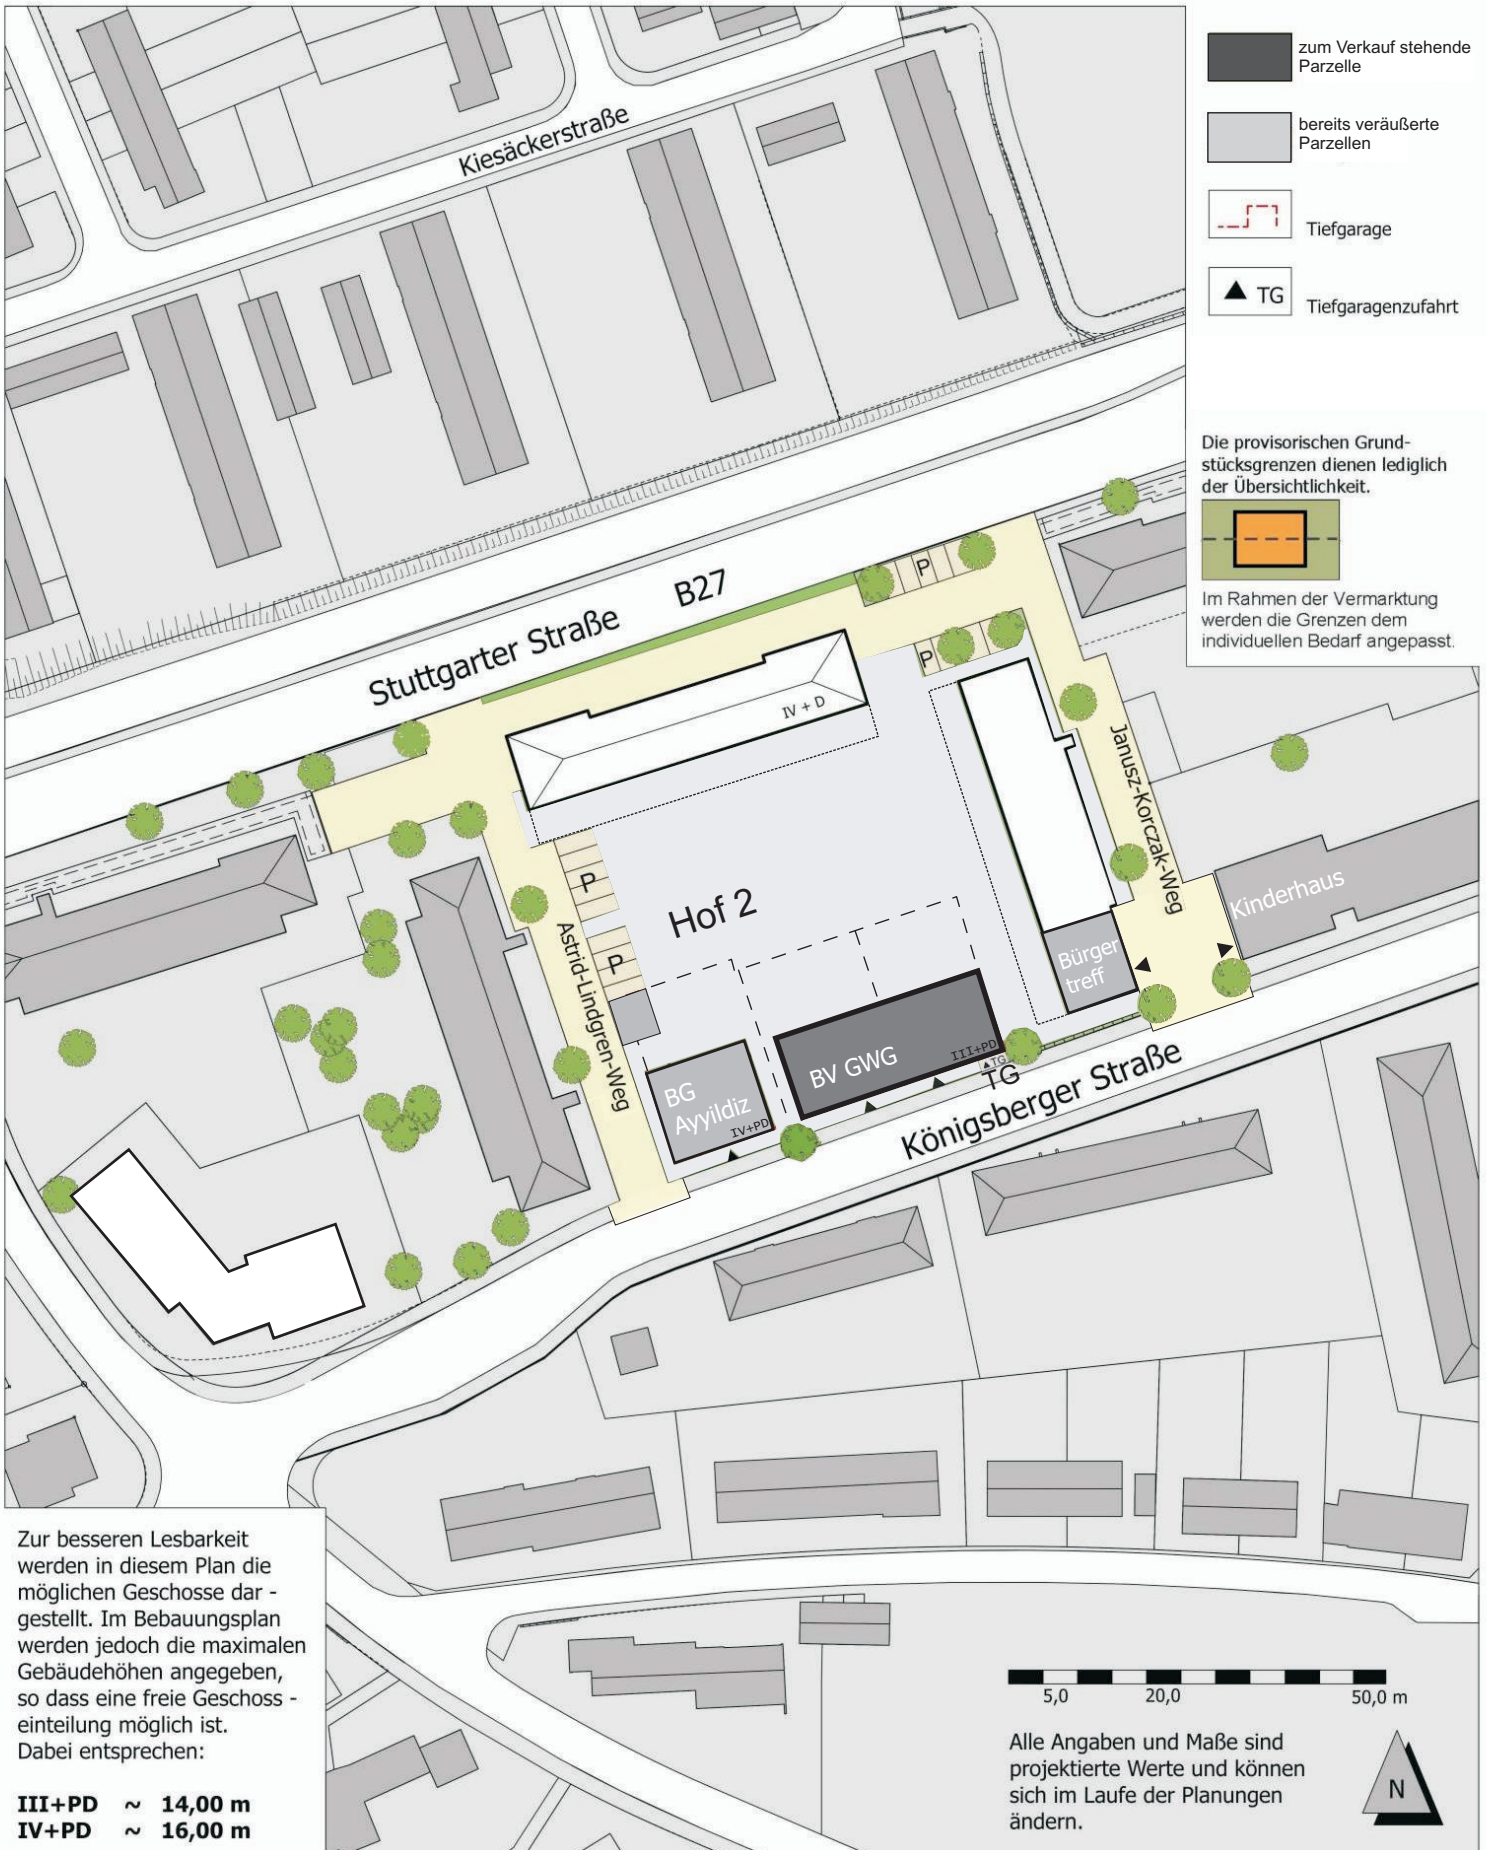 zum Verkauf stehende
Parzelle
bereits veräußerte
Parzellen
Tiefgarage
TG
Tiefgaragenzufahrt
Die provisorischen Grund-
stücksgrenzen dienen lediglich
der Übersichtlichkeit.
Im Rahmen der Vermarktung
werden die Grenzen dem
individuellen Bedarf angepasst.
Kiesäckerstraße
Stuttgarter Straße B27
P
P
IV + D
Janusz-Korczak-Weg
P
Hof 2
Kinderhaus
P
Astrid-Lindgren-Weg
Bürger
treff
BV GWG
III+PD
TG
TG
BG
Ayyildiz
IV+PD
Königsberger Straße
Zur besseren Lesbarkeit
werden in diesem Plan die
möglichen Geschosse dar -
gestellt. Im Bebauungsplan
werden jedoch die maximalen
Gebäudehöhen angegeben,
so dass eine freie Geschoss -
einteilung möglich ist.
Dabei entsprechen:
III+PD ~ 14,00 m
IV+PD ~ 16,00 m
5,0 20,0 50,0 m
Alle Angaben und Maße sind
projektierte Werte und können
sich im Laufe der Planungen
ändern.
N